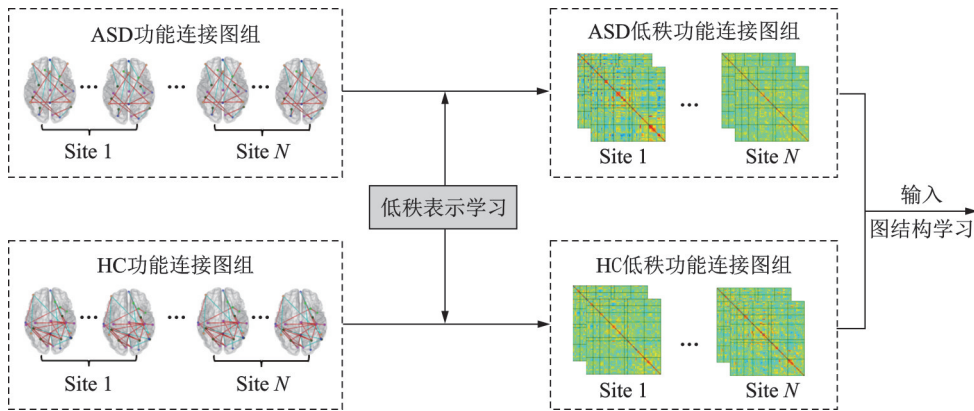 ASD功能连接图组
... ... ...
Site 1
Site N
ASD低秩功能连接图组
...
Site 1
Site N
低秩表示学习
输入
图结构学习
HC功能连接图组
... ... ...
Site 1
Site N
HC低秩功能连接图组
...
Site 1
Site N